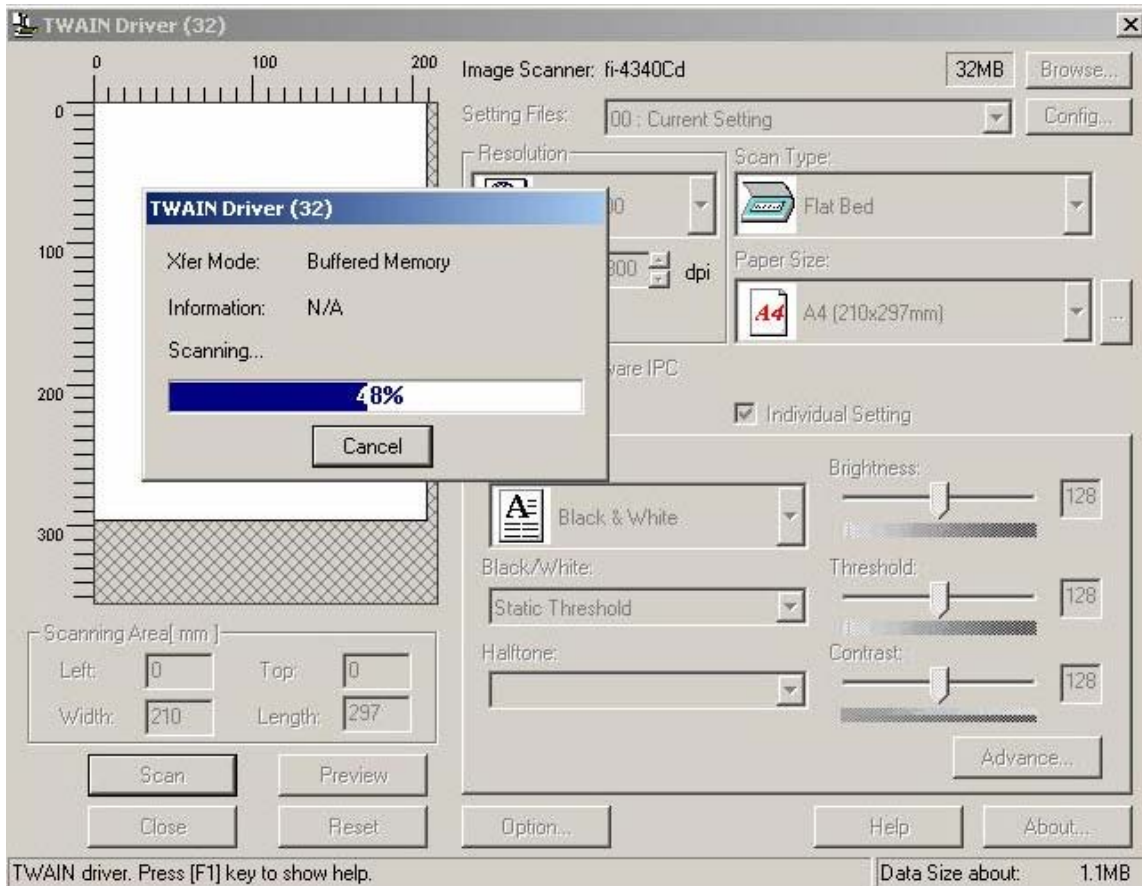 TWAIN Driver (32)
0 100 200
0
100
200
300
Image Scanner: fi-4340Cd
32MB
Browse...
Setting Files:
00 : Current Setting
Config...
Resolution
Scan Type:
Flat Bed
dpi
Paper Size:
A4
A4 (210x297mm)
...
IPC
Individual Setting
TWAIN Driver (32)
Xfer Mode: Buffered Memory
Information: N/A
Scanning...
48%
Cancel
A
Black & White
Brightness:
128
Black/White:
Static Threshold
Threshold:
128
Halftone:
Contrast:
128
Advance...
Scanning Area[ mm ]
Left: 0 Top: 0
Width: 210 Length: 297
Scan
Preview
Close
Reset
Option...
Help
About...
TWAIN driver. Press [F1] key to show help.
Data Size about: 1.1MB